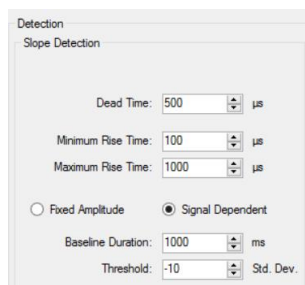 Detection
Slope Detection
Dead Time: 500 µs
Minimum Rise Time: 100 µs
Maximum Rise Time: 1000 µs
Fixed Amplitude Signal Dependent
Baseline Duration: 1000 ms
Threshold: -10 Std. Dev.